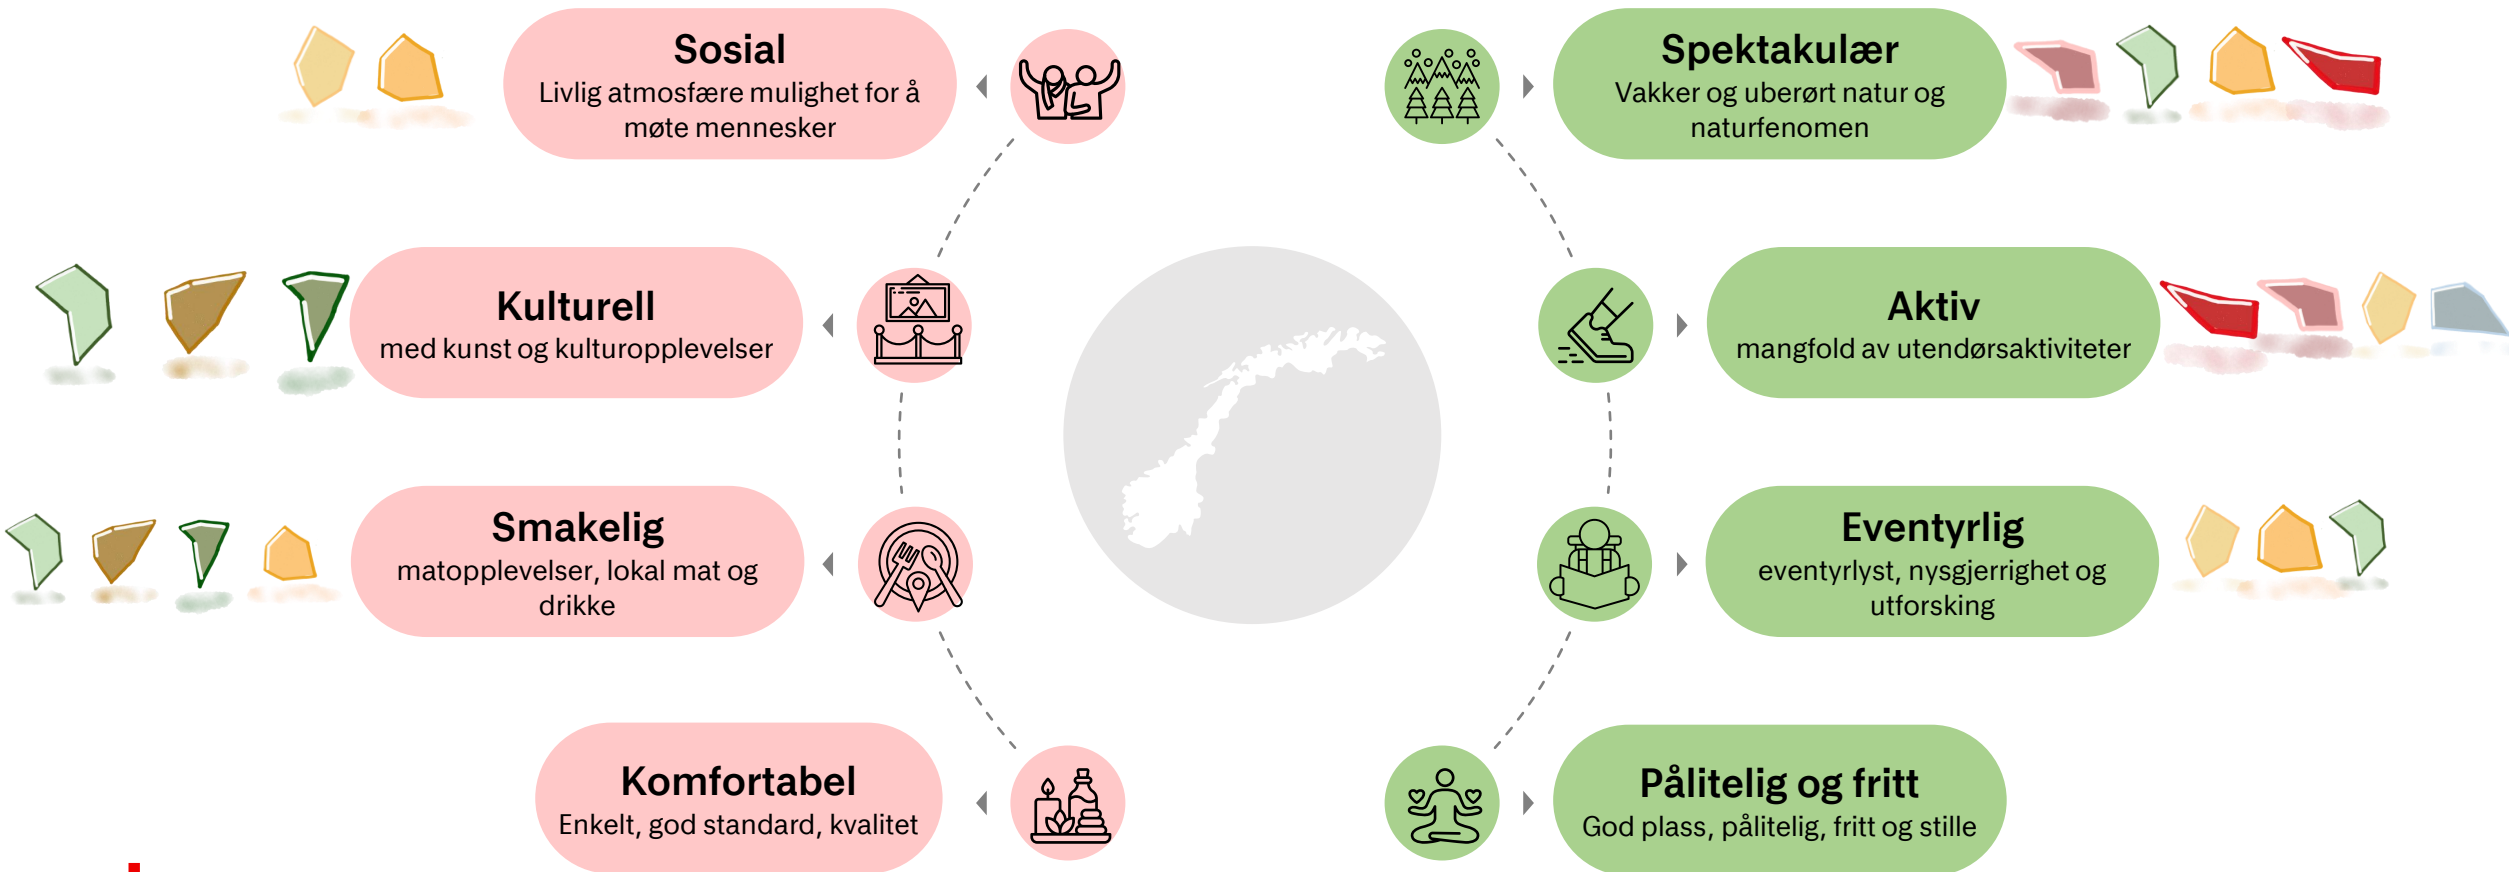 Sosial
Livlig atmosfære mulighet for å
møte mennesker
Kulturell
med kunst og kulturopplevelser
Smakelig
matopplevelser, lokal mat og
drikke
Komfortabel
Enkelt, god standard, kvalitet
Spektakulær
Vakker og uberørt natur og
naturfenomen
Aktiv
mangfold av utendørsaktiviteter
Eventyrlig
eventyrlyst, nysgjerrighet og
utforsking
Pålitelig og fritt
God plass, pålitelig, fritt og stille